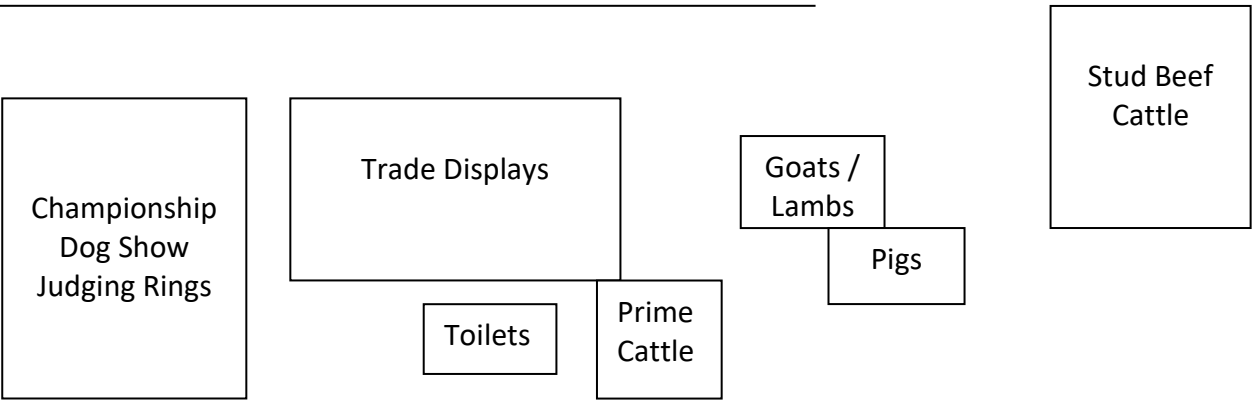 Championship
Dog Show
Judging Rings
Trade Displays
Toilets
Prime
Cattle
Goats /
Lambs
Pigs
Stud Beef
Cattle